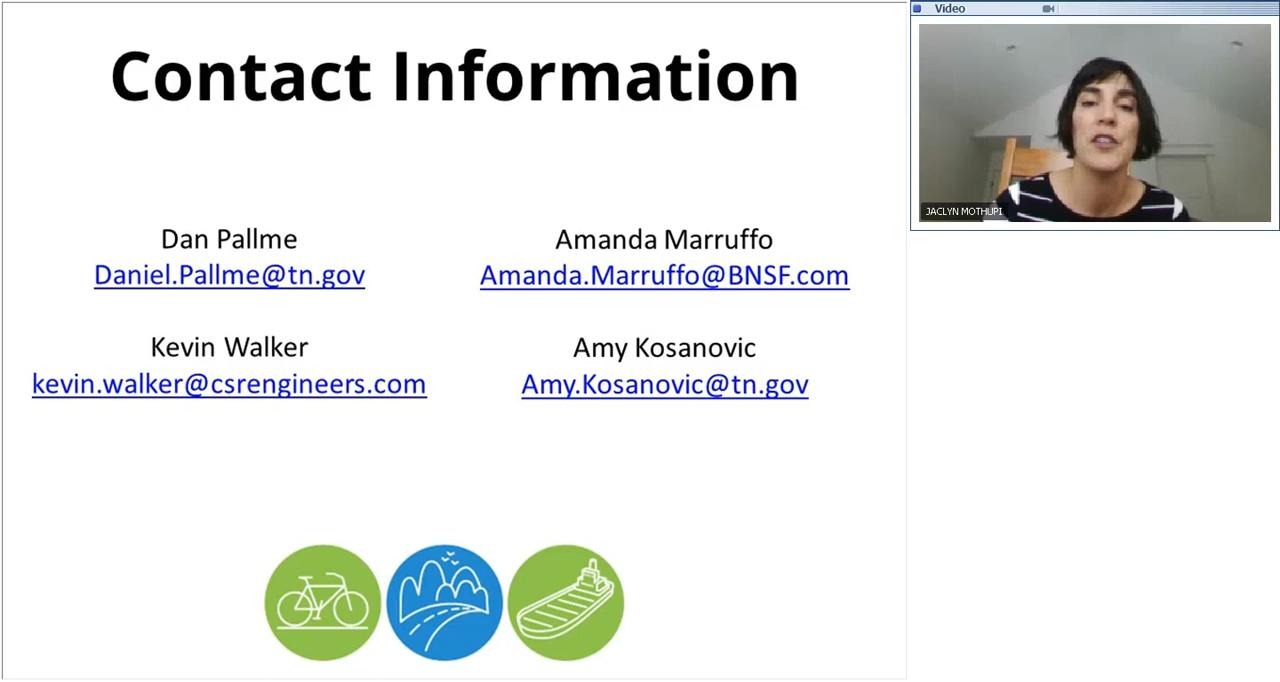 Contact Information
Dan Pallme
Daniel.Pallme@tn.gov
Amanda Marruffo
Amanda.Marruffo@BNSF.com
Kevin Walker
kevin.walker@csrengineers.com
Amy Kosanovic
Amy.Kosanovic@tn.gov
Video
JACLYN MOTHUPI